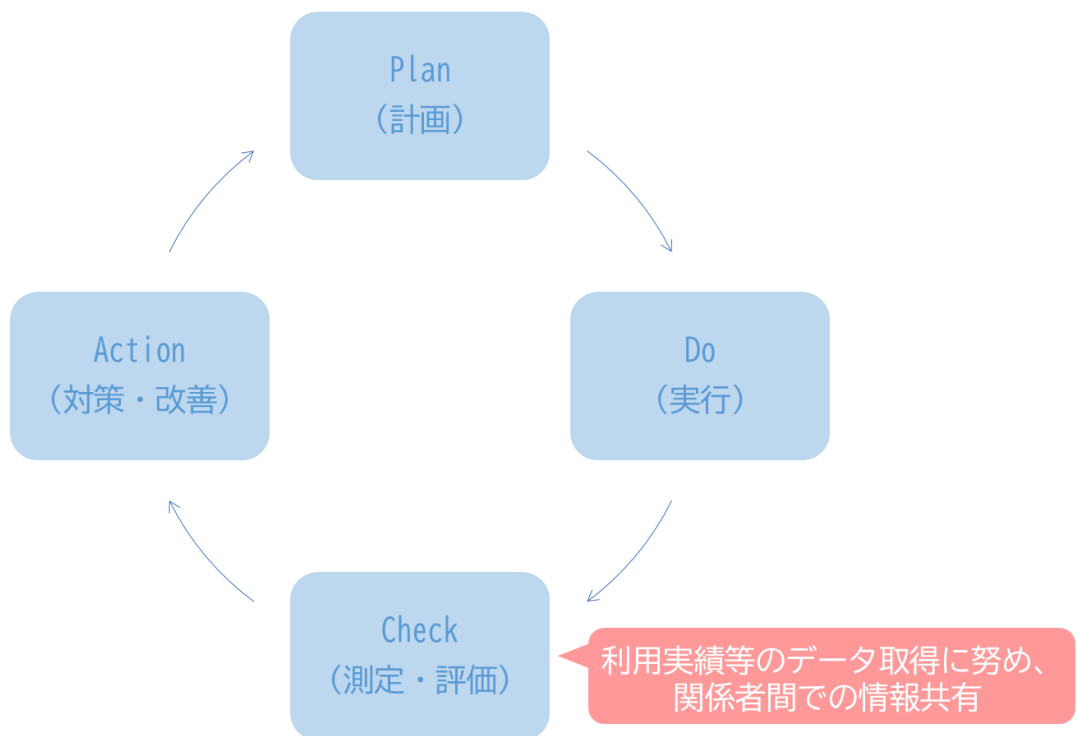 Plan
（計画）
Action
（対策・改善）
Do
（実行）
Check
（測定・評価）
利用実績等のデータ取得に努め、
関係者間での情報共有